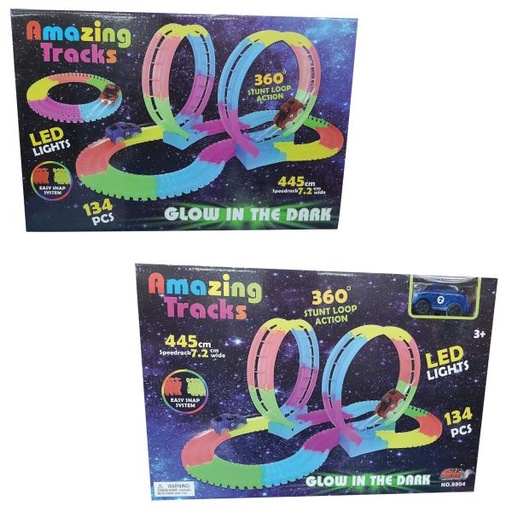 Amazing
Tracks
360°
STUNT LOOP
ACTION
LED
LIGHTS
EASY SNAP
SYSTEM
445cm
Speedrack 7.2 cm wide
134
PCS
GLOW IN THE DARK
Amazing
Tracks
360°
STUNT LOOP
ACTION
7
3+
445cm
Speedrack 7.2 cm wide
LED
LIGHTS
EASY SNAP
SYSTEM
134
PCS
WARNING
GLOW IN THE DARK
NO.8804